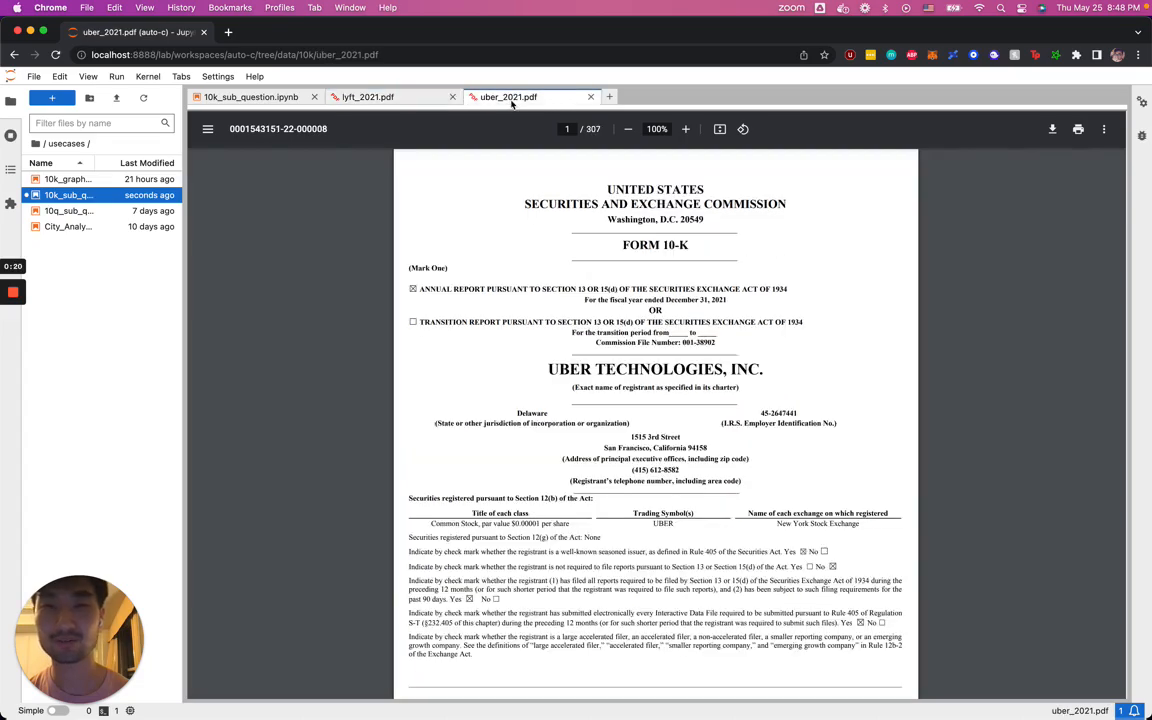 Chrome File Edit View History Bookmarks Profiles Tab Window Help zoom Thu May 25 8:48 PM
uber_2021.pdf (auto-c) - Jupy
localhost:8888/lab/workspaces/auto-c/tree/data/10k/uber_2021.pdf
File Edit View Run Kernel Tabs Settings Help
10k_sub_question.ipynb lyft_2021.pdf uber_2021.pdf
Filter files by name
/ usecases /
Name Last Modified
10k_graph... 21 hours ago
10k_sub_q... seconds ago
10q_sub_q... 7 days ago
City_Analy... 10 days ago
0:20
0001543151-22-000008 1 / 307 100%
UNITED STATES
SECURITIES AND EXCHANGE COMMISSION
Washington, D.C. 20549
FORM 10-K
(Mark One)
☒ ANNUAL REPORT PURSUANT TO SECTION 13 OR 15(d) OF THE SECURITIES EXCHANGE ACT OF 1934
For the fiscal year ended December 31, 2021
OR
☐ TRANSITION REPORT PURSUANT TO SECTION 13 OR 15(d) OF THE SECURITIES EXCHANGE ACT OF 1934
For the transition period from_____ to _____
Commission File Number: 001-38902
UBER TECHNOLOGIES, INC.
(Exact name of registrant as specified in its charter)
Delaware 45-2647441
(State or other jurisdiction of incorporation or organization) (I.R.S. Employer Identification No.)
1515 3rd Street
San Francisco, California 94158
(Address of principal executive offices, including zip code)
(415) 612-8582
(Registrant's telephone number, including area code)
Securities registered pursuant to Section 12(b) of the Act:
Title of each class Trading Symbol(s) Name of each exchange on which registered
Common Stock, par value $0.00001 per share UBER New York Stock Exchange
Securities registered pursuant to Section 12(g) of the Act: None
Indicate by check mark whether the registrant is a well-known seasoned issuer, as defined in Rule 405 of the Securities Act. Yes ☒ No ☐
Indicate by check mark whether the registrant is not required to file reports pursuant to Section 13 or Section 15(d) of the Act. Yes ☐ No ☒
Indicate by check mark whether the registrant (1) has filed all reports required to be filed by Section 13 or 15(d) of the Securities Exchange Act of 1934 during the
preceding 12 months (or for such shorter period that the registrant was required to file such reports), and (2) has been subject to such filing requirements for the
past 90 days. Yes ☒ No ☐
Indicate by check mark whether the registrant has submitted electronically every Interactive Data File required to be submitted pursuant to Rule 405 of Regulation
S-T (§232.405 of this chapter) during the preceding 12 months (or for such shorter period that the registrant was required to submit such files). Yes ☒ No ☐
Indicate by check mark whether the registrant is a large accelerated filer, an accelerated filer, a non-accelerated filer, a smaller reporting company, or an emerging
growth company. See the definitions of "large accelerated filer," "accelerated filer," "smaller reporting company," and "emerging growth company" in Rule 12b-2
of the Exchange Act.
Simple 0 1 uber_2021.pdf 1